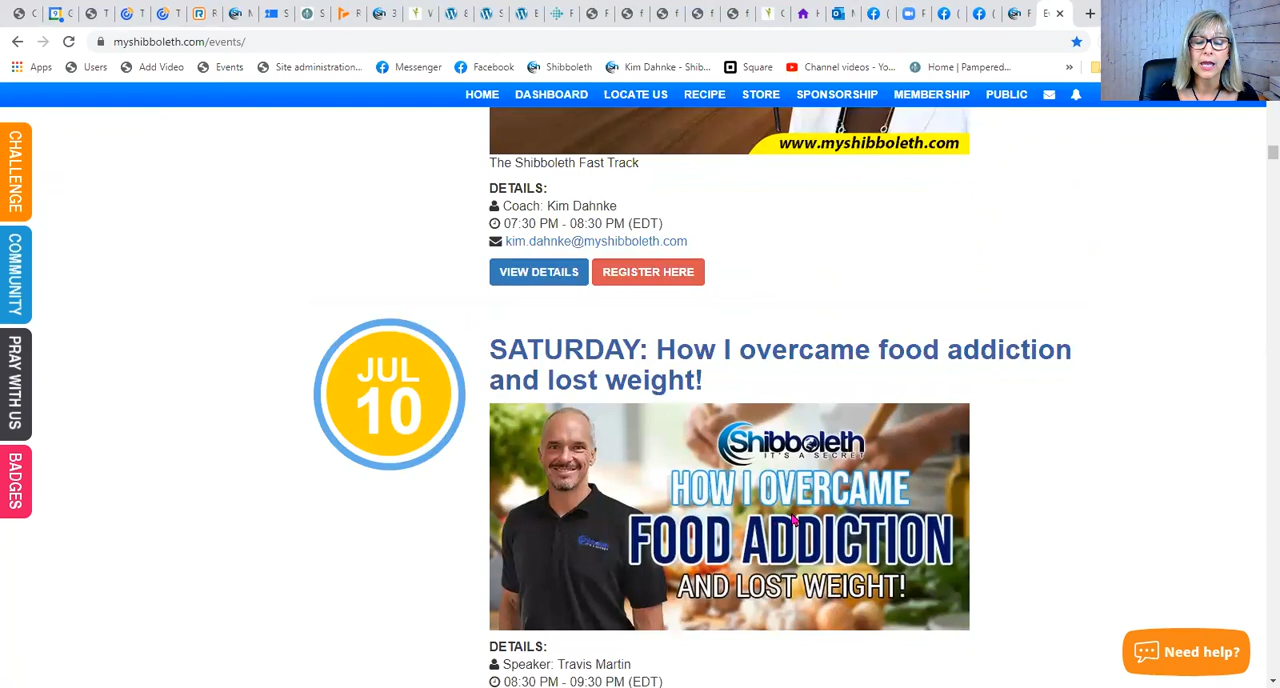 myshibboleth.com/events/
Apps
Users
Add Video
Events
Site administration...
Messenger
Facebook
Shibboleth
Kim Dahnke - Shib...
Square
Channel videos - Yo...
Home | Pampered...
»
HOME
DASHBOARD
LOCATE US
RECIPE
STORE
SPONSORSHIP
MEMBERSHIP
PUBLIC
CHALLENGE
COMMUNITY
PRAY WITH US
BADGES
www.myshibboleth.com
The Shibboleth Fast Track
DETAILS:
Coach: Kim Dahnke
07:30 PM - 08:30 PM (EDT)
kim.dahnke@myshibboleth.com
VIEW DETAILS
REGISTER HERE
JUL
10
SATURDAY: How I overcame food addiction
and lost weight!
Shibboleth
IT'S A SECRET
HOW I OVERCAME
FOOD ADDICTION
AND LOST WEIGHT!
DETAILS:
Speaker: Travis Martin
08:30 PM - 09:30 PM (EDT)
Need help?